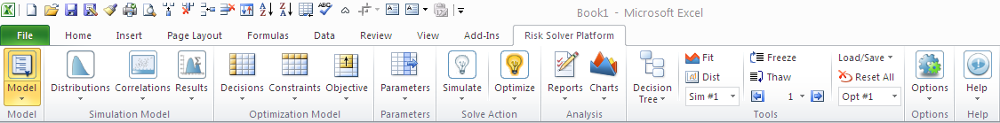 Book1 - Microsoft Excel
File Home Insert Page Layout Formulas Data Review View Add-Ins Risk Solver Platform
Model Distributions Correlations Results Decisions Constraints Objective Parameters Simulate Optimize Reports Charts Decision Tree Fit Dist Sim #1 Freeze Thaw 1 Load/Save Reset All Opt #1 Options Help
Model Simulation Model Optimization Model Parameters Solve Action Analysis Tools Options Help